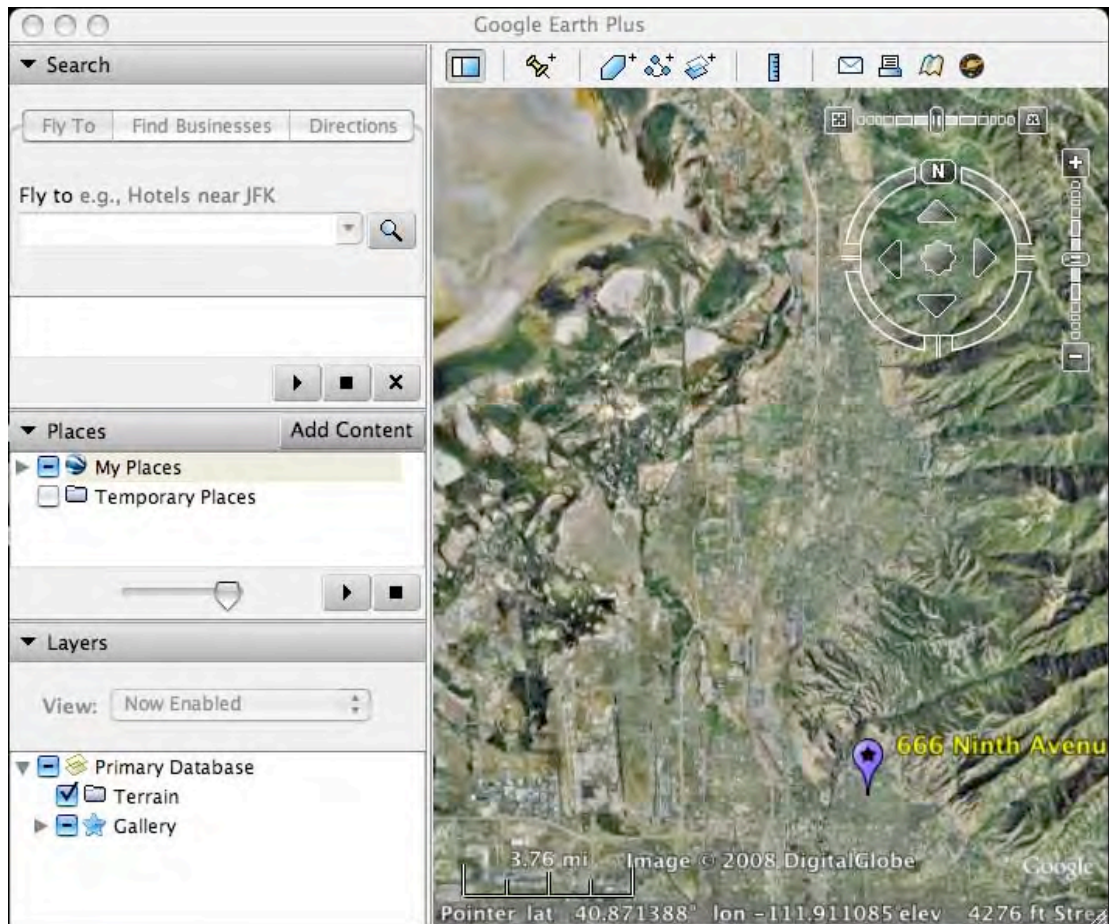 Google Earth Plus
Search
Fly To Find Businesses Directions
Fly to e.g., Hotels near JFK
Places Add Content
My Places
Temporary Places
Layers
View: Now Enabled
Primary Database
Terrain
Gallery
N
666 Ninth Avenu
3.76 mi Image © 2008 DigitalGlobe Google
Pointer lat 40.871388° lon -111.911085° elev 4276 ft Strea